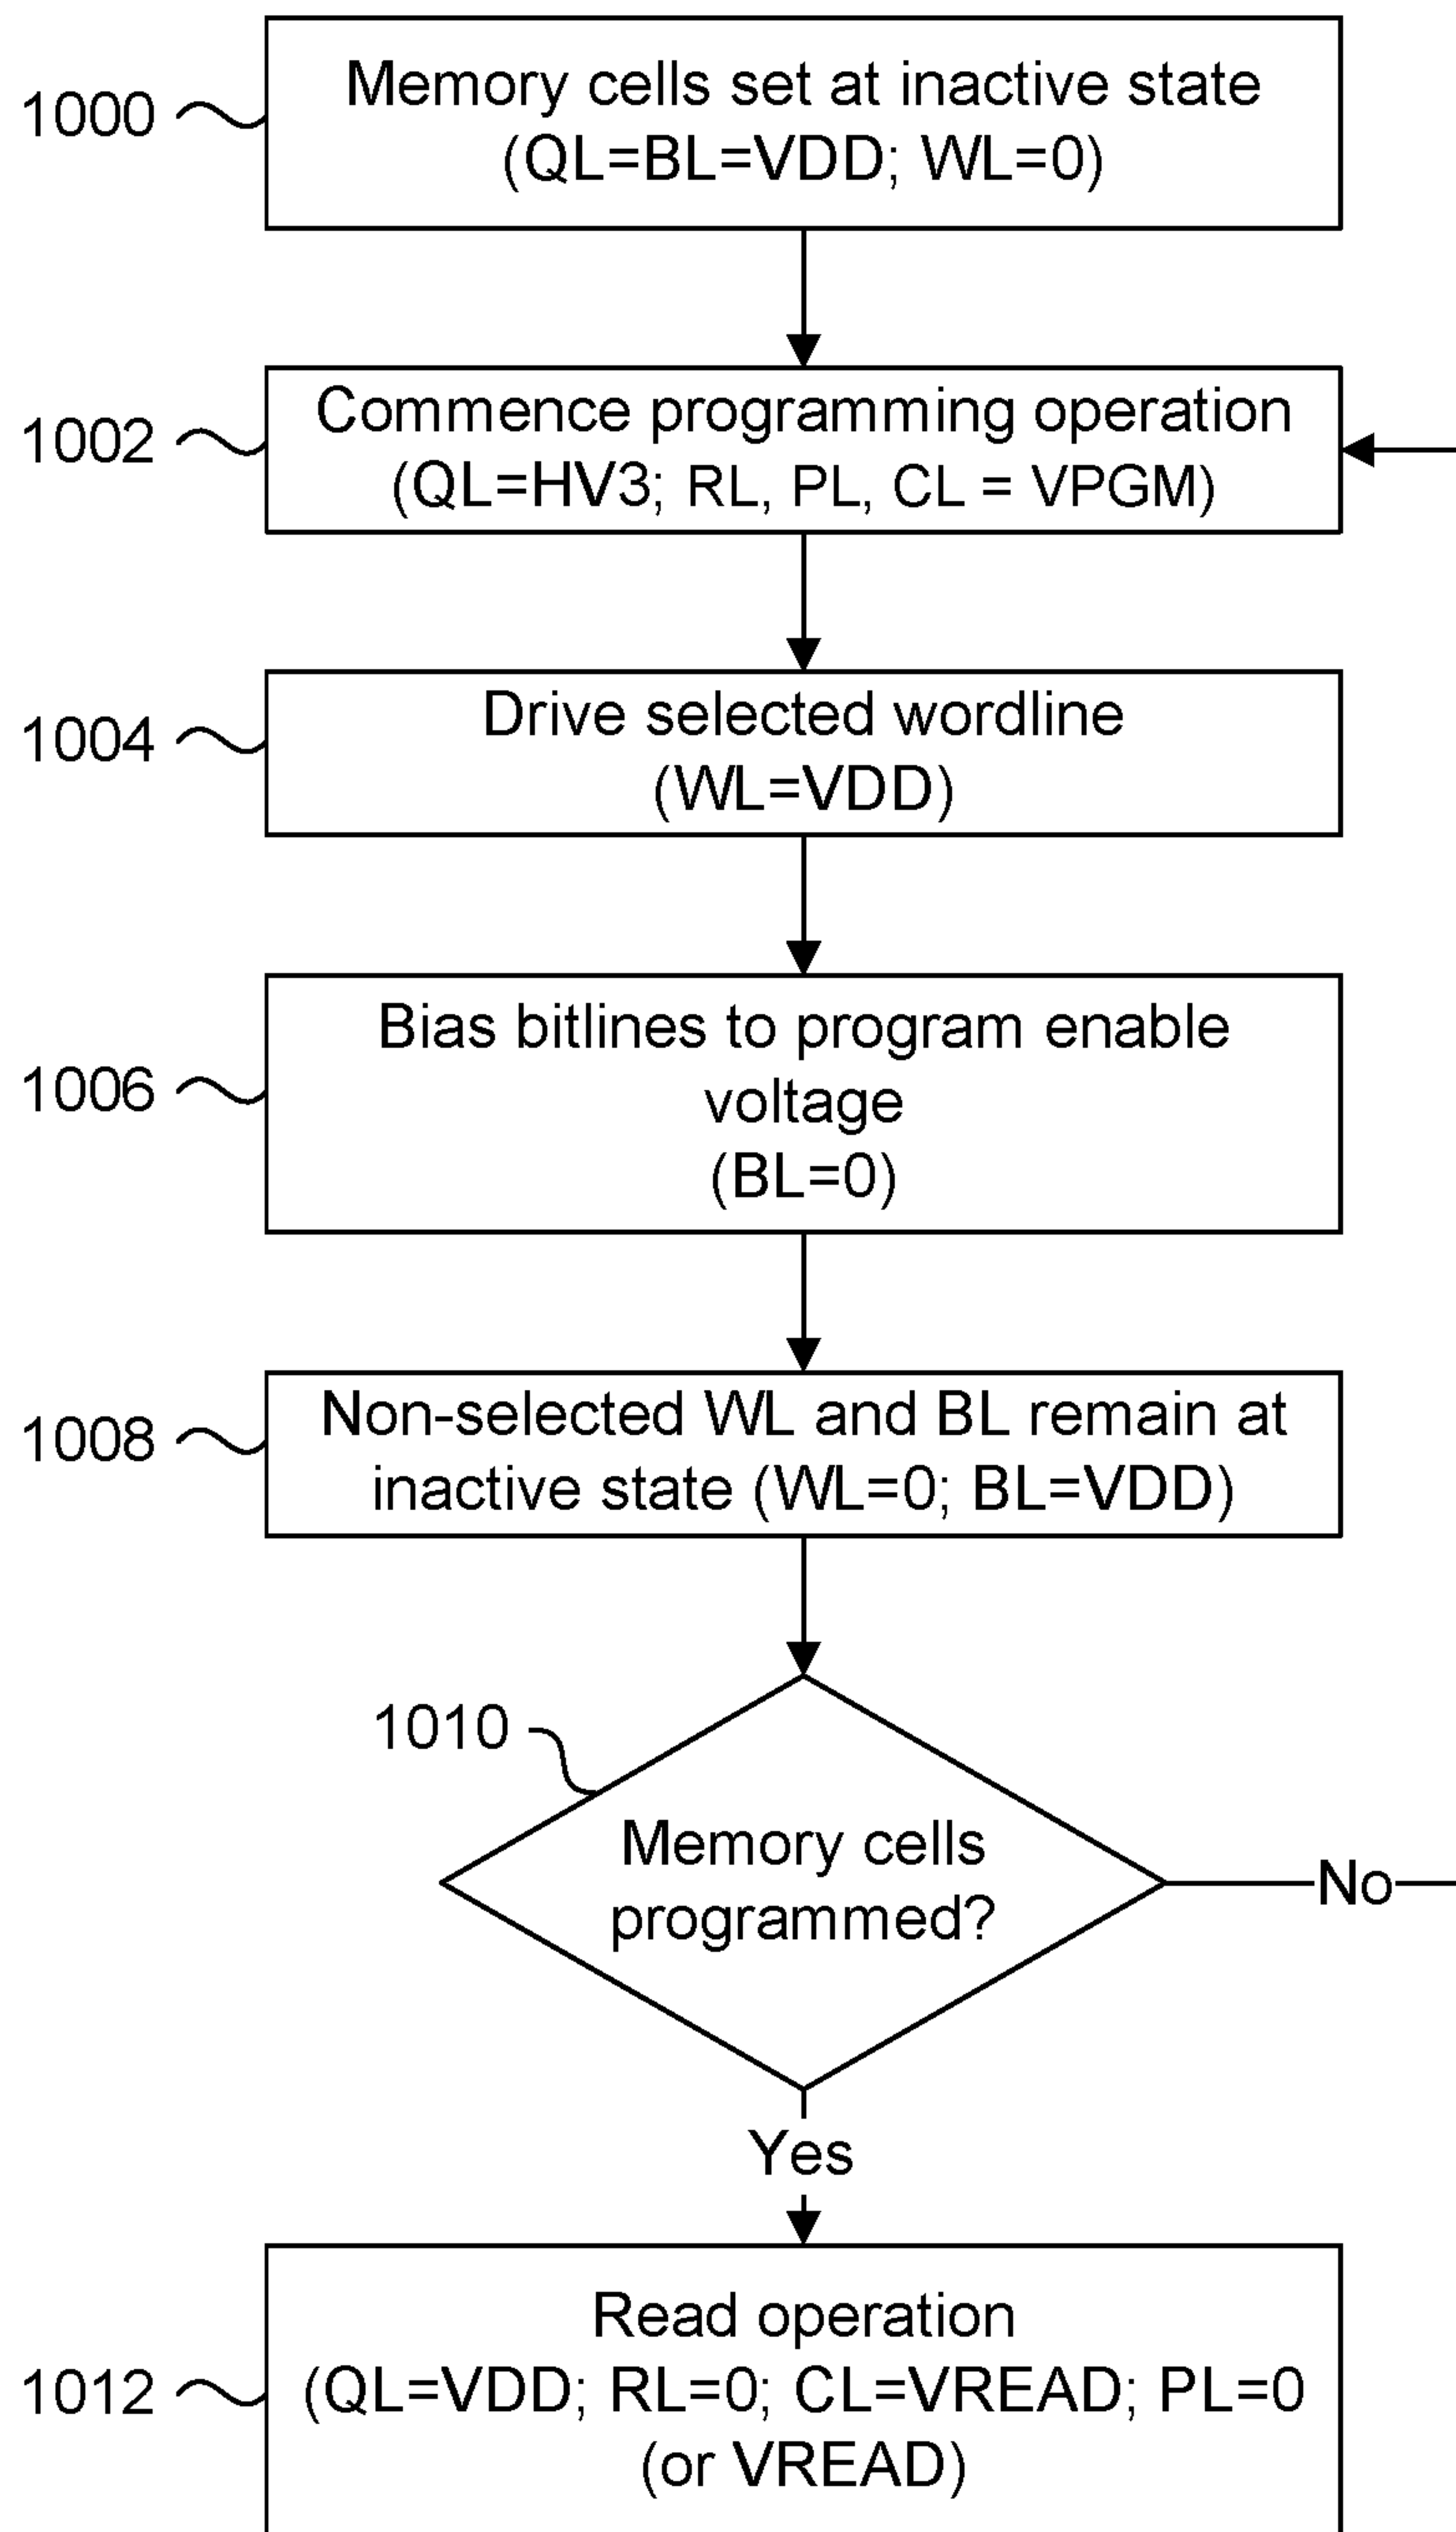 1000
Memory cells set at inactive state
(QL=BL=VDD; WL=0)
1002
Commence programming operation
(QL=HV3; RL, PL, CL = VPGM)
1004
Drive selected wordline
(WL=VDD)
1006
Bias bitlines to program enable
voltage
(BL=0)
1008
Non-selected WL and BL remain at
inactive state (WL=0; BL=VDD)
1010
Memory cells
programmed?
No
Yes
1012
Read operation
(QL=VDD; RL=0; CL=VREAD; PL=0
(or VREAD)